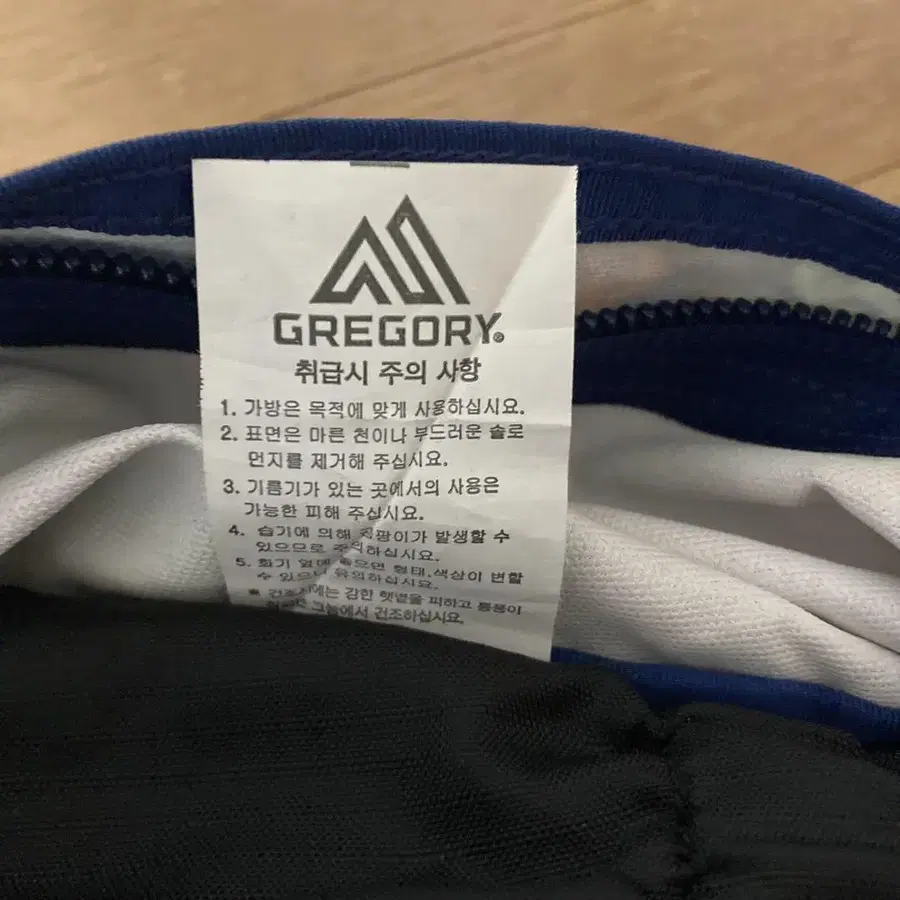 GREGORY®
취급시 주의 사항
1. 가방은 목적에 맞게 사용하십시요.
2. 표면은 마른 천이나 부드러운 솔로
먼지를 제거해 주십시요.
3. 기름기가 있는 곳에서의 사용은
가능한 피해 주십시요.
4. 습기에 의해 곰팡이가 발생할 수
있으므로 주의하십시요.
5. 화기 옆에 놓으면 형태,색상이 변할
수 있으니 유의하십시요.
※ 건조시에는 강한 햇볕을 피하고 통풍이
그늘에서 건조하십시요.